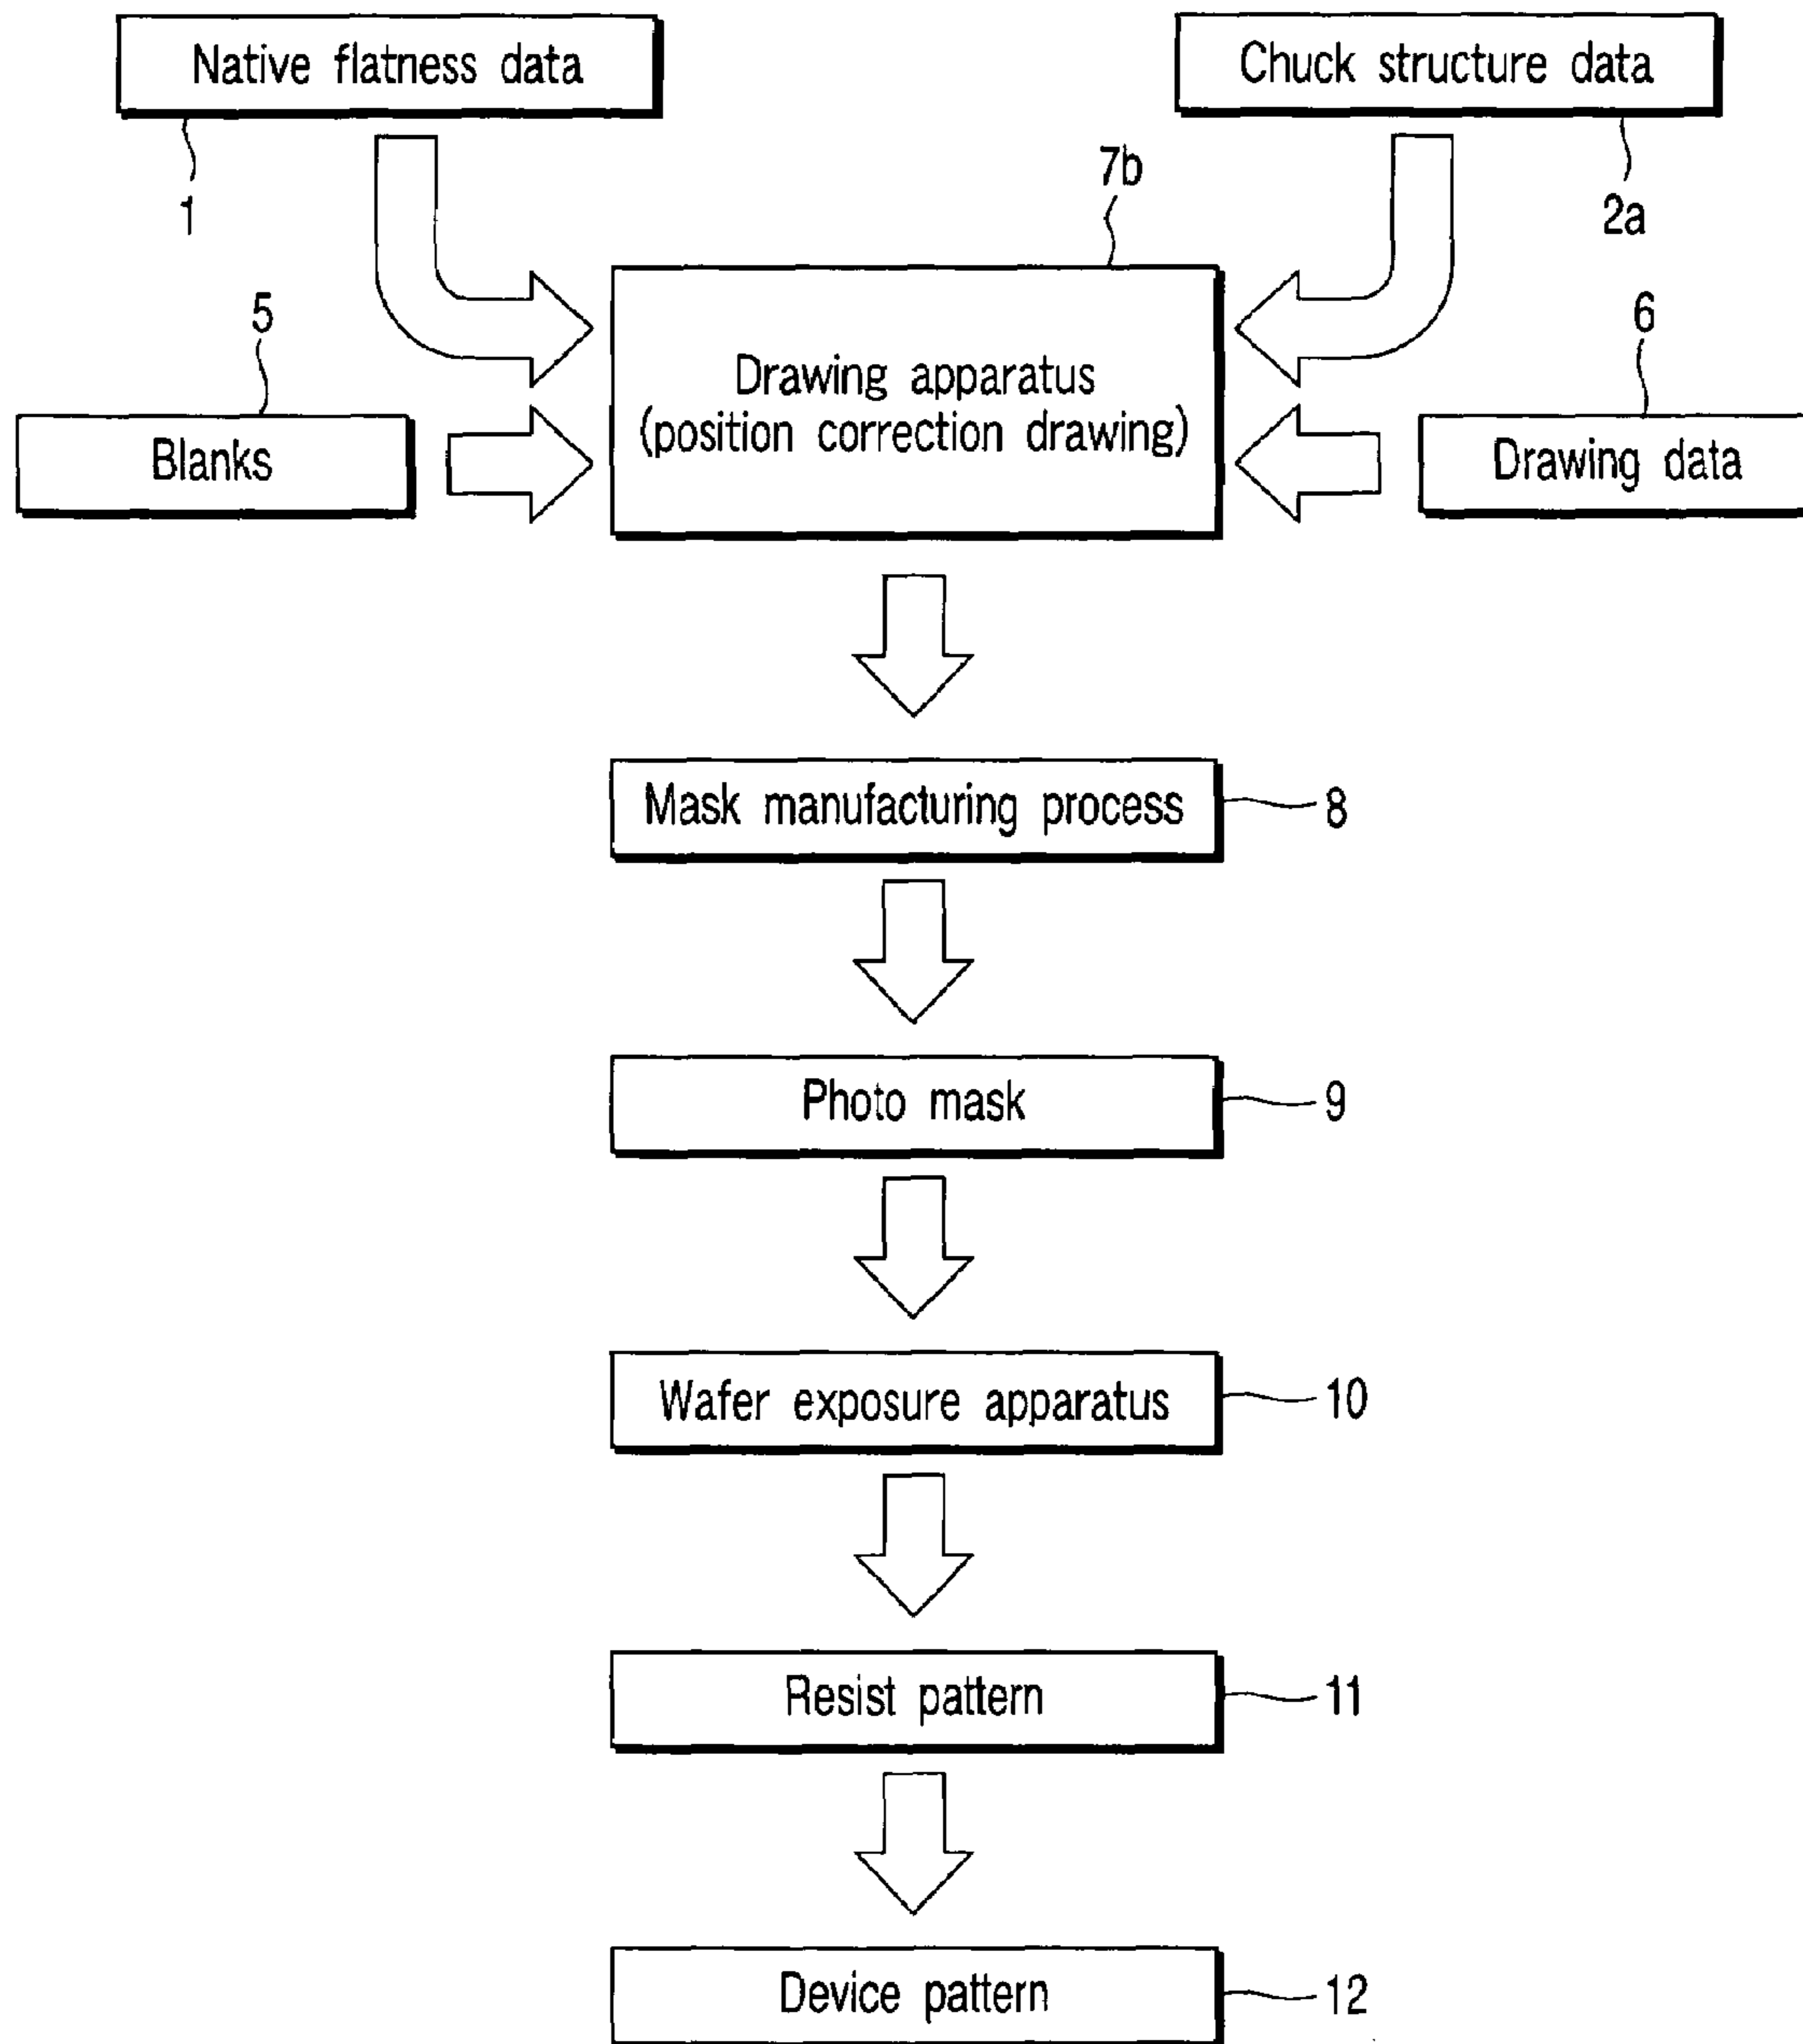 Native flatness data
Chuck structure data
1
7b
2a
5
6
Drawing apparatus
(position correction drawing)
Blanks
Drawing data
Mask manufacturing process
8
Photo mask
9
Wafer exposure apparatus
10
Resist pattern
11
Device pattern
12